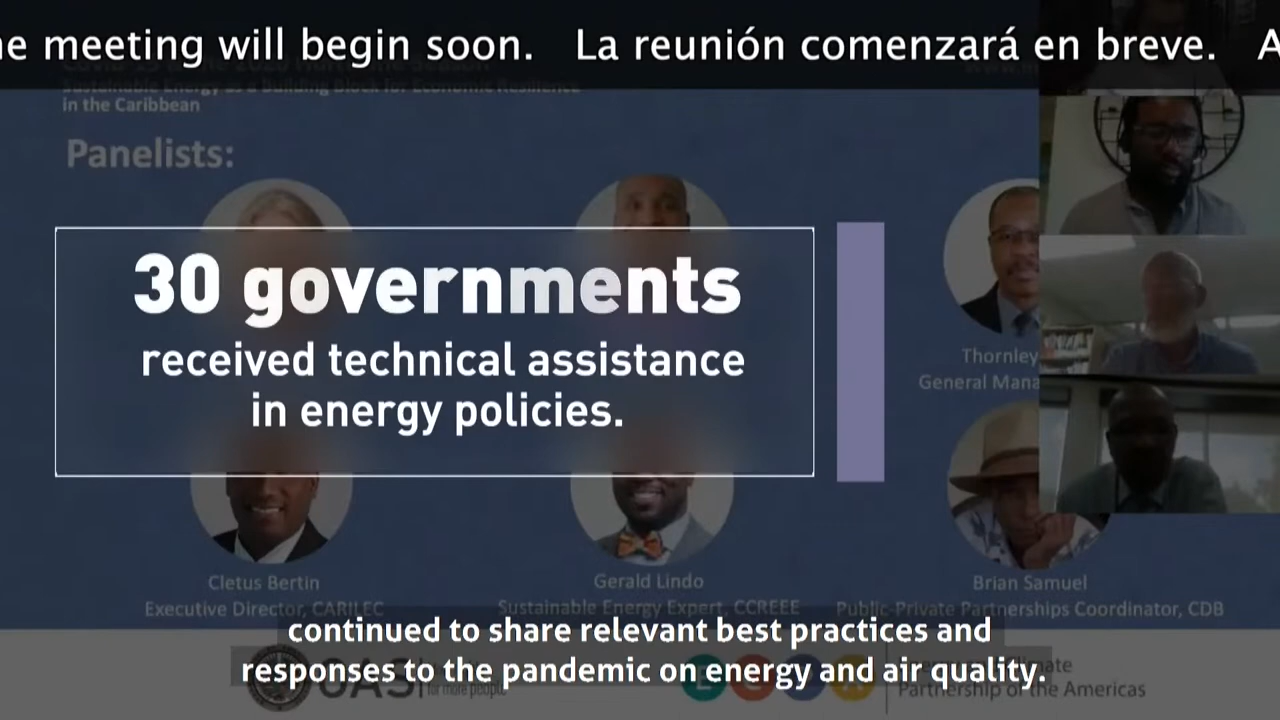 he meeting will begin soon. La reunión comenzará en breve. A
Sustainable Energy as a Building Block for Economic Resilience
in the Caribbean
Panelists:
30 governments
received technical assistance
in energy policies.
Thornley
General Mana
Cletus Bertin
Executive Director, CARILEC
Gerald Lindo
Sustainable Energy Expert, CCREEE
Brian Samuel
Public-Private Partnerships Coordinator, CDB
continued to share relevant best practices and
responses to the pandemic on energy and air quality.
OAS
for more people
Partnership of the Americas